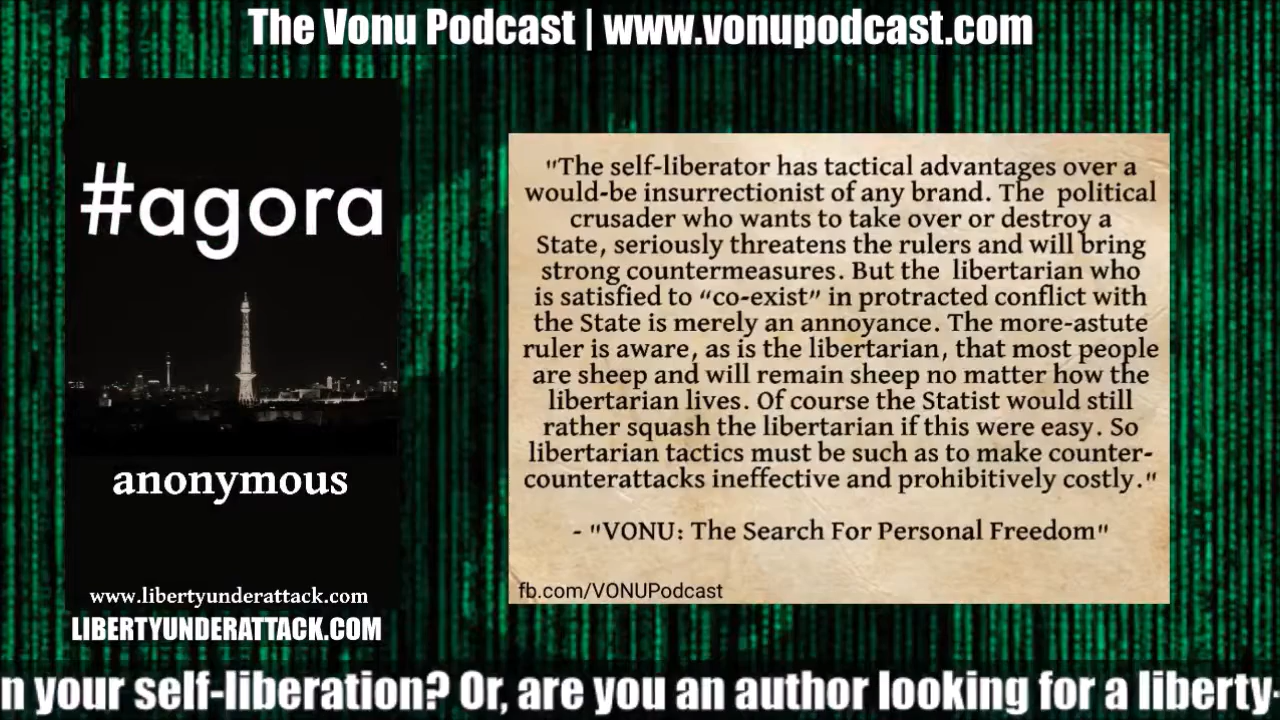 The Vonu Podcast | www.vonupodcast.com
#agora
anonymous
www.libertyunderattack.com
LIBERTYUNDERATTACK.COM
"The self-liberator has tactical advantages over a
would-be insurrectionist of any brand. The political
crusader who wants to take over or destroy a
State, seriously threatens the rulers and will bring
strong countermeasures. But the libertarian who
is satisfied to “co-exist” in protracted conflict with
the State is merely an annoyance. The more-astute
ruler is aware, as is the libertarian, that most people
are sheep and will remain sheep no matter how the
libertarian lives. Of course the Statist would still
rather squash the libertarian if this were easy. So
libertarian tactics must be such as to make counter-
counterattacks ineffective and prohibitively costly."
- "VONU: The Search For Personal Freedom"
fb.com/VONUPodcast
n your self-liberation? Or, are you an author looking for a liberty-